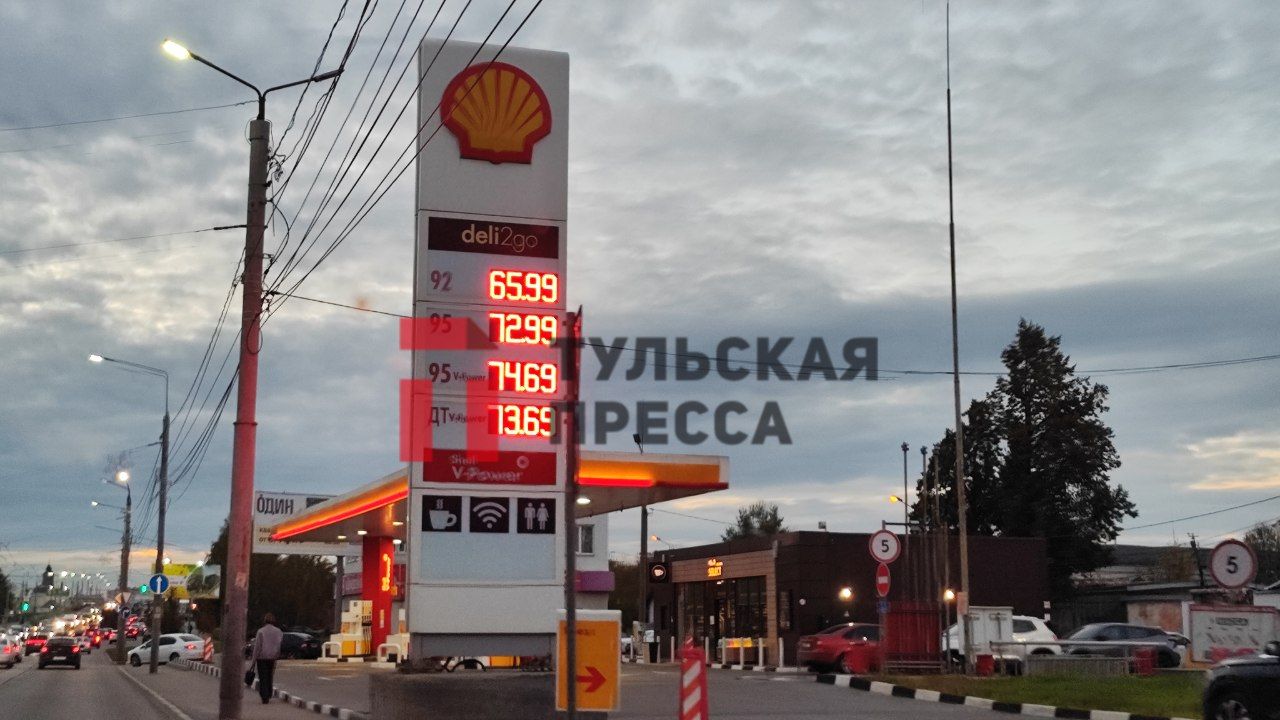 deli2go
92 65.99
95 72.99
95 V-Power 74.69
ДТ V-Power 73.69
Shell
V-Power
ТУЛЬСКАЯ
ПРЕССА
ОДИН
5
5